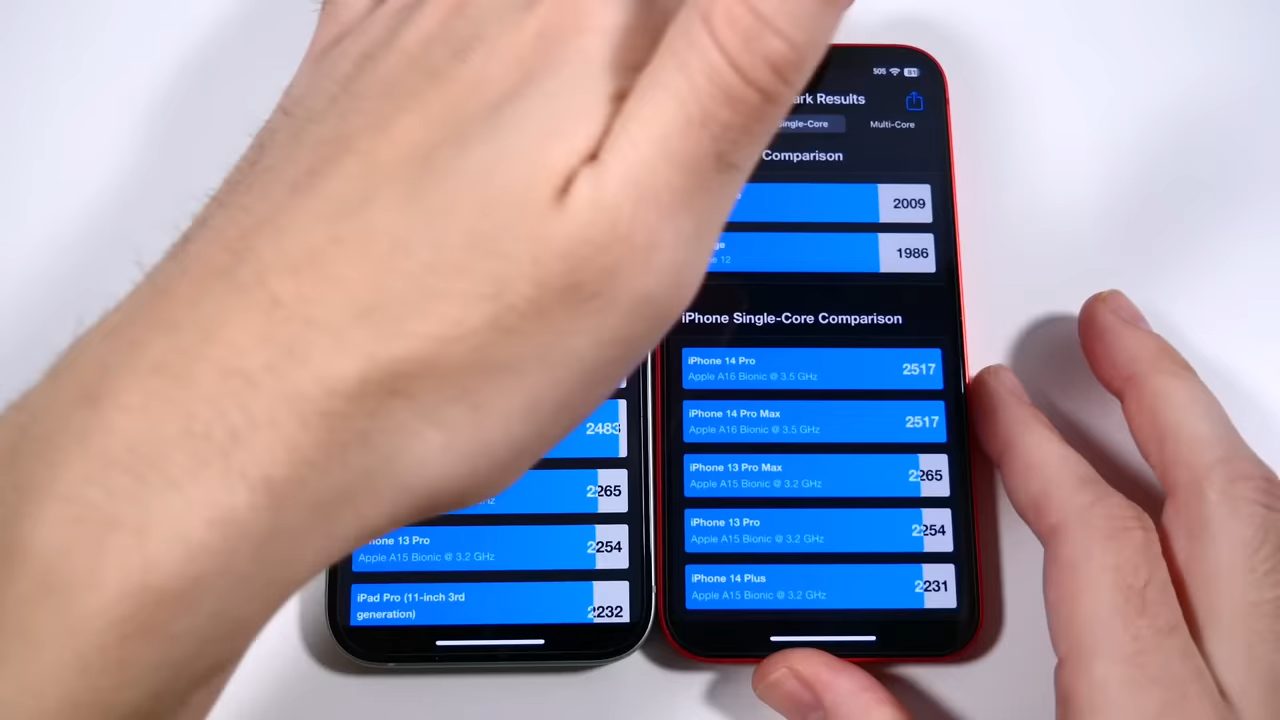 SOS 81
Results
Multi-Core
Comparison
2009
1986
12
iPhone Single-Core Comparison
iPhone 14 Pro
Apple A16 Bionic @ 3.5 GHz
2517
iPhone 14 Pro Max
Apple A16 Bionic @ 3.5 GHz
2517
iPhone 13 Pro Max
Apple A15 Bionic @ 3.2 GHz
2265
iPhone 13 Pro
Apple A15 Bionic @ 3.2 GHz
2254
iPhone 14 Plus
Apple A15 Bionic @ 3.2 GHz
2231
2483
2265
13 Pro
Apple A15 Bionic @ 3.2 GHz
2254
iPad Pro (11-inch 3rd
generation)
2232